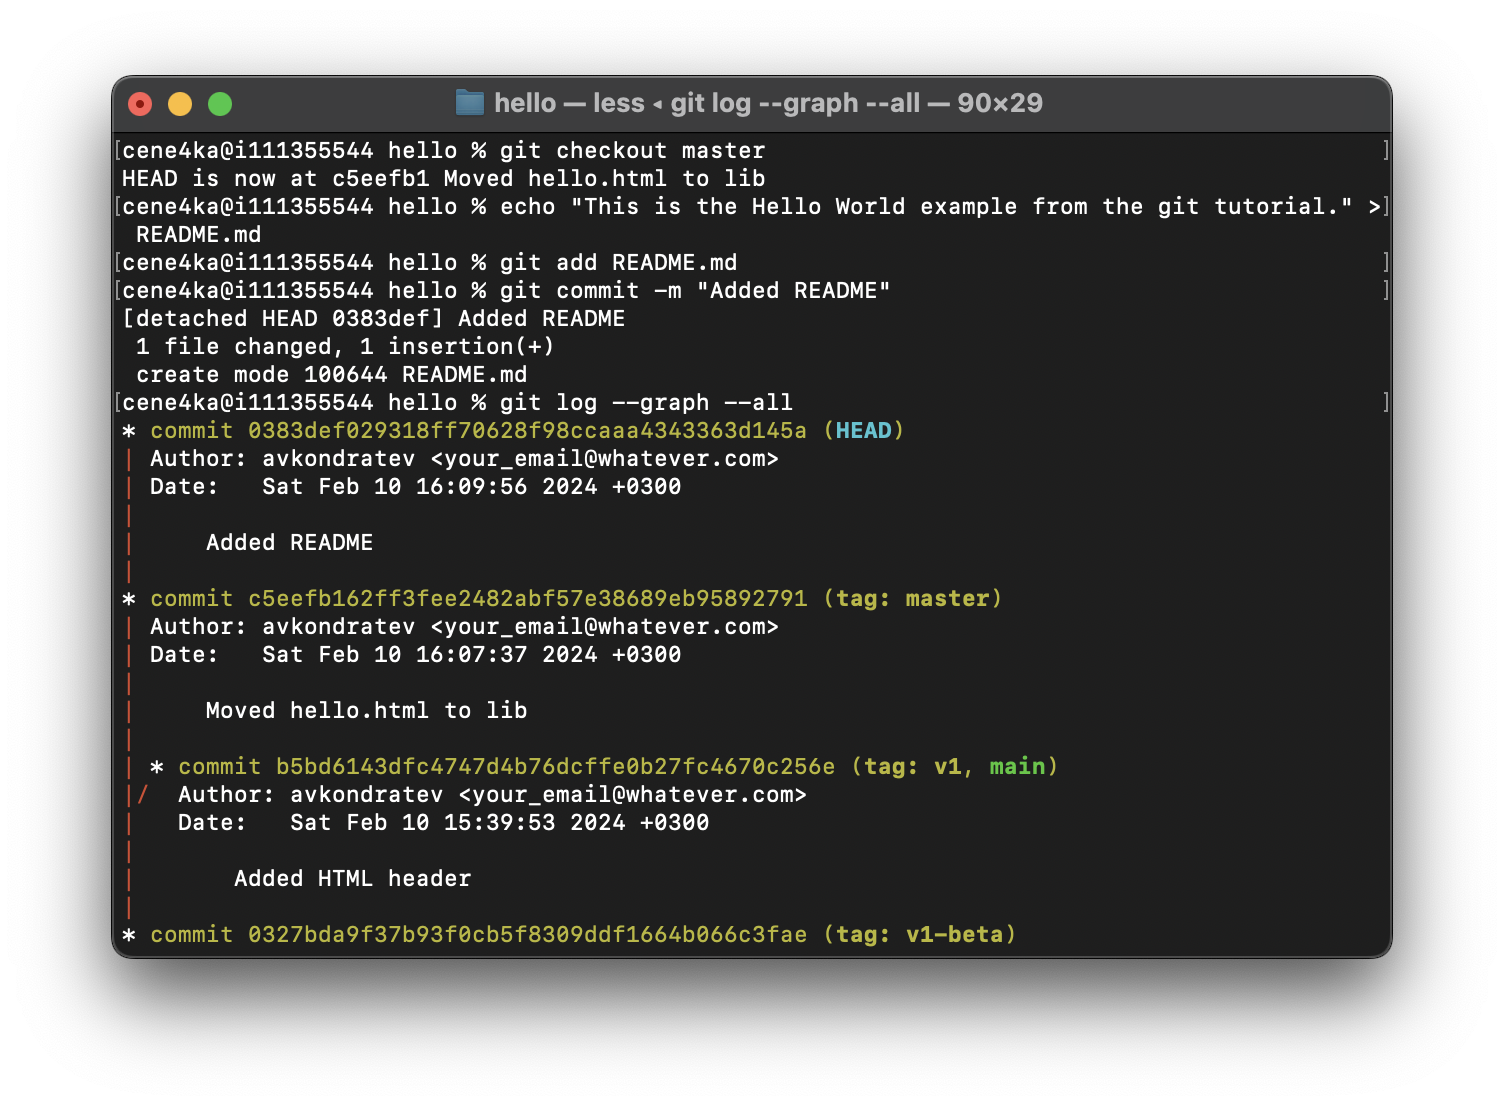 hello — less ◂ git log --graph --all — 90×29
[cene4ka@i111355544 hello % git checkout master ]
HEAD is now at c5eefb1 Moved hello.html to lib
[cene4ka@i111355544 hello % echo "This is the Hello World example from the git tutorial." >]
 README.md
[cene4ka@i111355544 hello % git add README.md ]
[cene4ka@i111355544 hello % git commit -m "Added README" ]
[detached HEAD 0383def] Added README
 1 file changed, 1 insertion(+)
 create mode 100644 README.md
[cene4ka@i111355544 hello % git log --graph --all ]
* commit 0383def029318ff70628f98ccaaa4343363d145a (HEAD)
| Author: avkondratev <your_email@whatever.com>
| Date:   Sat Feb 10 16:09:56 2024 +0300
|
|     Added README
|
* commit c5eefb162ff3fee2482abf57e38689eb95892791 (tag: master)
| Author: avkondratev <your_email@whatever.com>
| Date:   Sat Feb 10 16:07:37 2024 +0300
|
|     Moved hello.html to lib
|
| * commit b5bd6143dfc4747d4b76dcffe0b27fc4670c256e (tag: v1, main)
|/  Author: avkondratev <your_email@whatever.com>
|   Date:   Sat Feb 10 15:39:53 2024 +0300
|
|       Added HTML header
|
* commit 0327bda9f37b93f0cb5f8309ddf1664b066c3fae (tag: v1-beta)